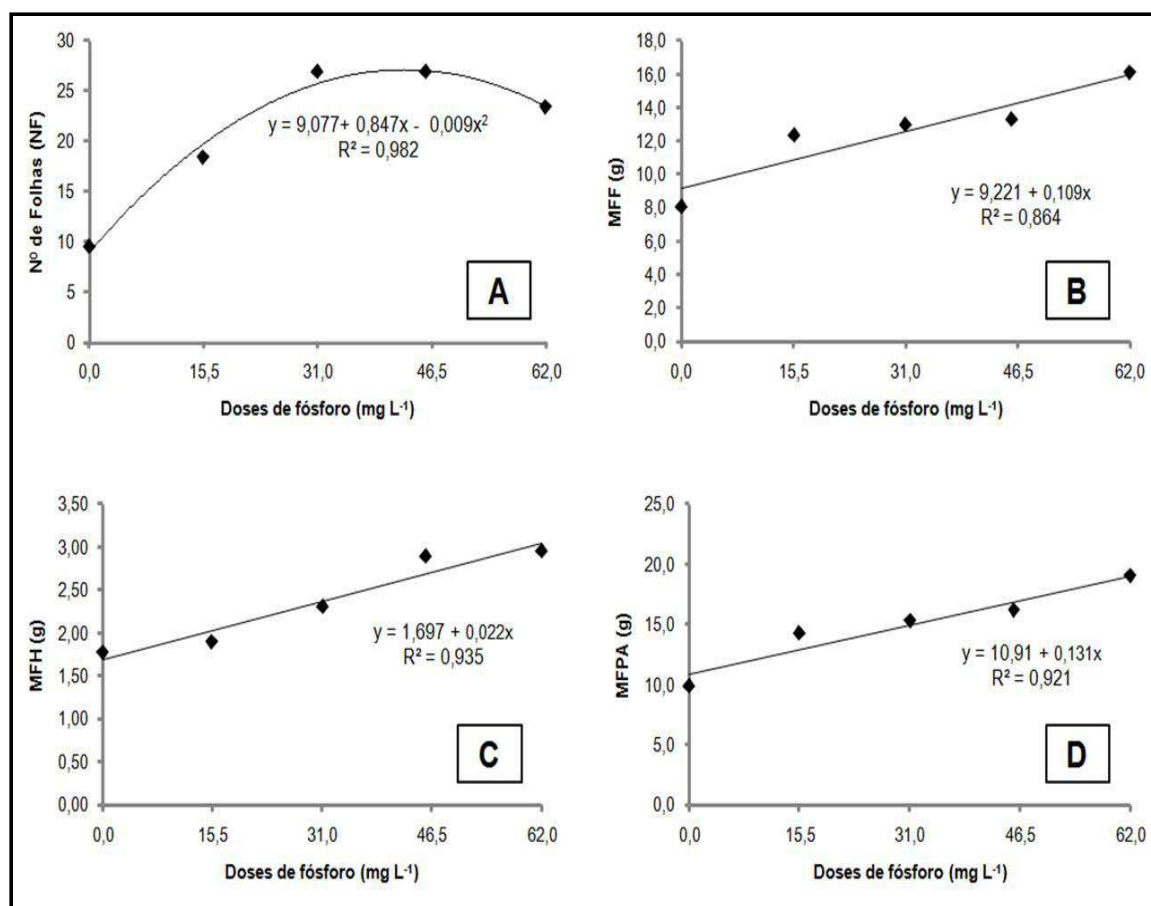 Nº de Folhas (NF)
30
25
20
15
10
5
0
y = 9,077+ 0,847x - 0,009x²
R² = 0,982
A
0,0 15,5 31,0 46,5 62,0
Doses de fósforo (mg L⁻¹)
MFF (g)
18,0
16,0
14,0
12,0
10,0
8,0
6,0
4,0
2,0
0,0
y = 9,221 + 0,109x
R² = 0,864
B
0,0 15,5 31,0 46,5 62,0
Doses de fósforo (mg L⁻¹)
MFH (g)
3,50
3,00
2,50
2,00
1,50
1,00
0,50
0,00
y = 1,697 + 0,022x
R² = 0,935
C
0,0 15,5 31,0 46,5 62,0
Doses de fósforo (mg L⁻¹)
MFPA (g)
25,0
20,0
15,0
10,0
5,0
0,0
y = 10,91 + 0,131x
R² = 0,921
D
0,0 15,5 31,0 46,5 62,0
Doses de fósforo (mg L⁻¹)